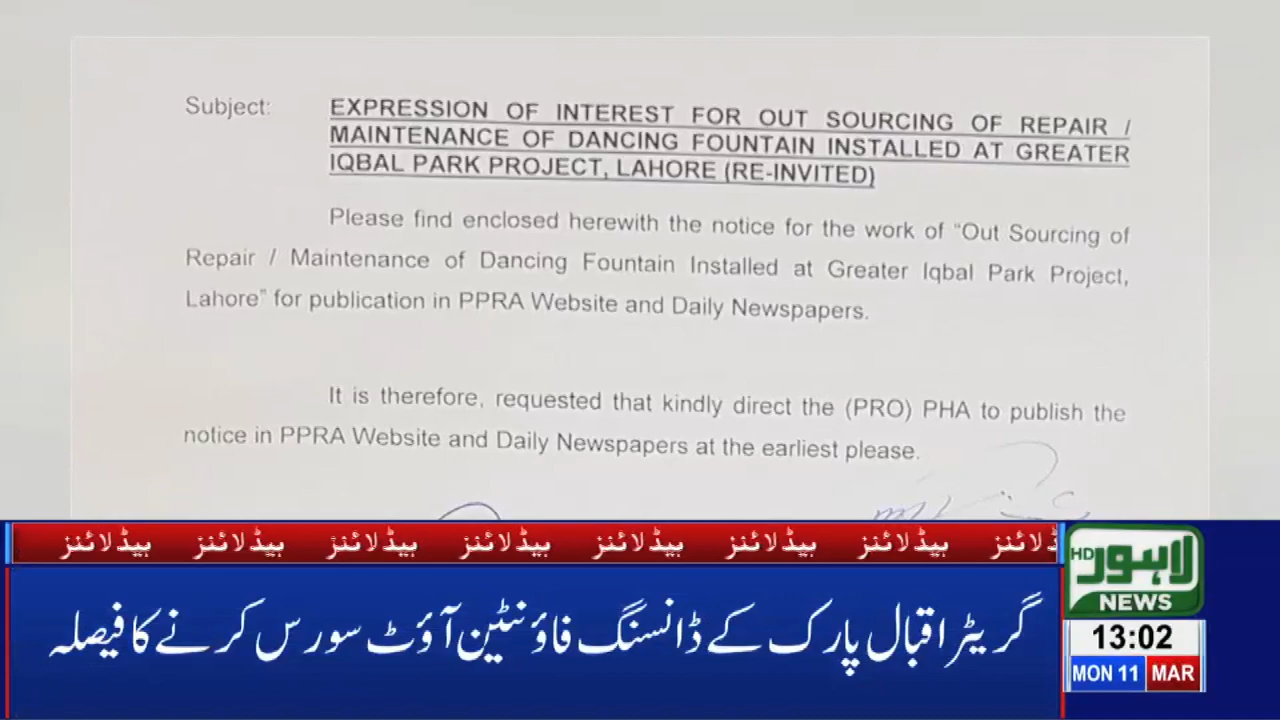 Subject: EXPRESSION OF INTEREST FOR OUT SOURCING OF REPAIR /
MAINTENANCE OF DANCING FOUNTAIN INSTALLED AT GREATER
IQBAL PARK PROJECT, LAHORE (RE-INVITED)
Please find enclosed herewith the notice for the work of “Out Sourcing of
Repair / Maintenance of Dancing Fountain Installed at Greater Iqbal Park Project,
Lahore” for publication in PPRA Website and Daily Newspapers.
It is therefore, requested that kindly direct the (PRO) PHA to publish the
notice in PPRA Website and Daily Newspapers at the earliest please.
ہیڈلائنز ہیڈلائنز ہیڈلائنز ہیڈلائنز ہیڈلائنز ہیڈلائنز ہیڈلائنز ڈلائنز
گریٹر اقبال پارک کے ڈانسنگ فاؤنٹین آؤٹ سورس کرنے کا فیصلہ
HD لاہور
NEWS
13:02
MON 11 MAR